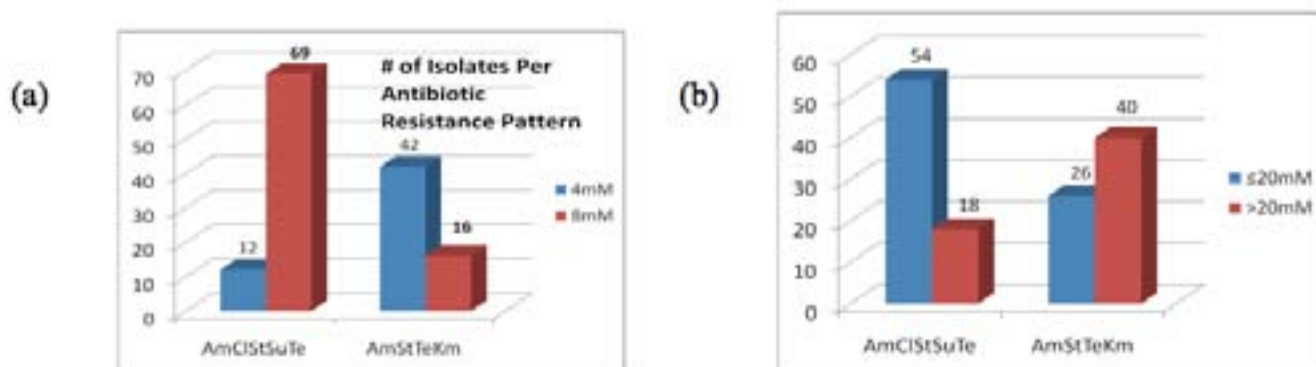 (a)
# of Isolates Per
Antibiotic
Resistance Pattern
70
60
50
40
30
20
10
0
12
69
42
16
AmClStSuTe
AmStTeKm
4mM
8mM
(b)
60
50
40
30
20
10
0
54
18
26
40
AmClStSuTe
AmStTeKm
≤20mM
>20mM